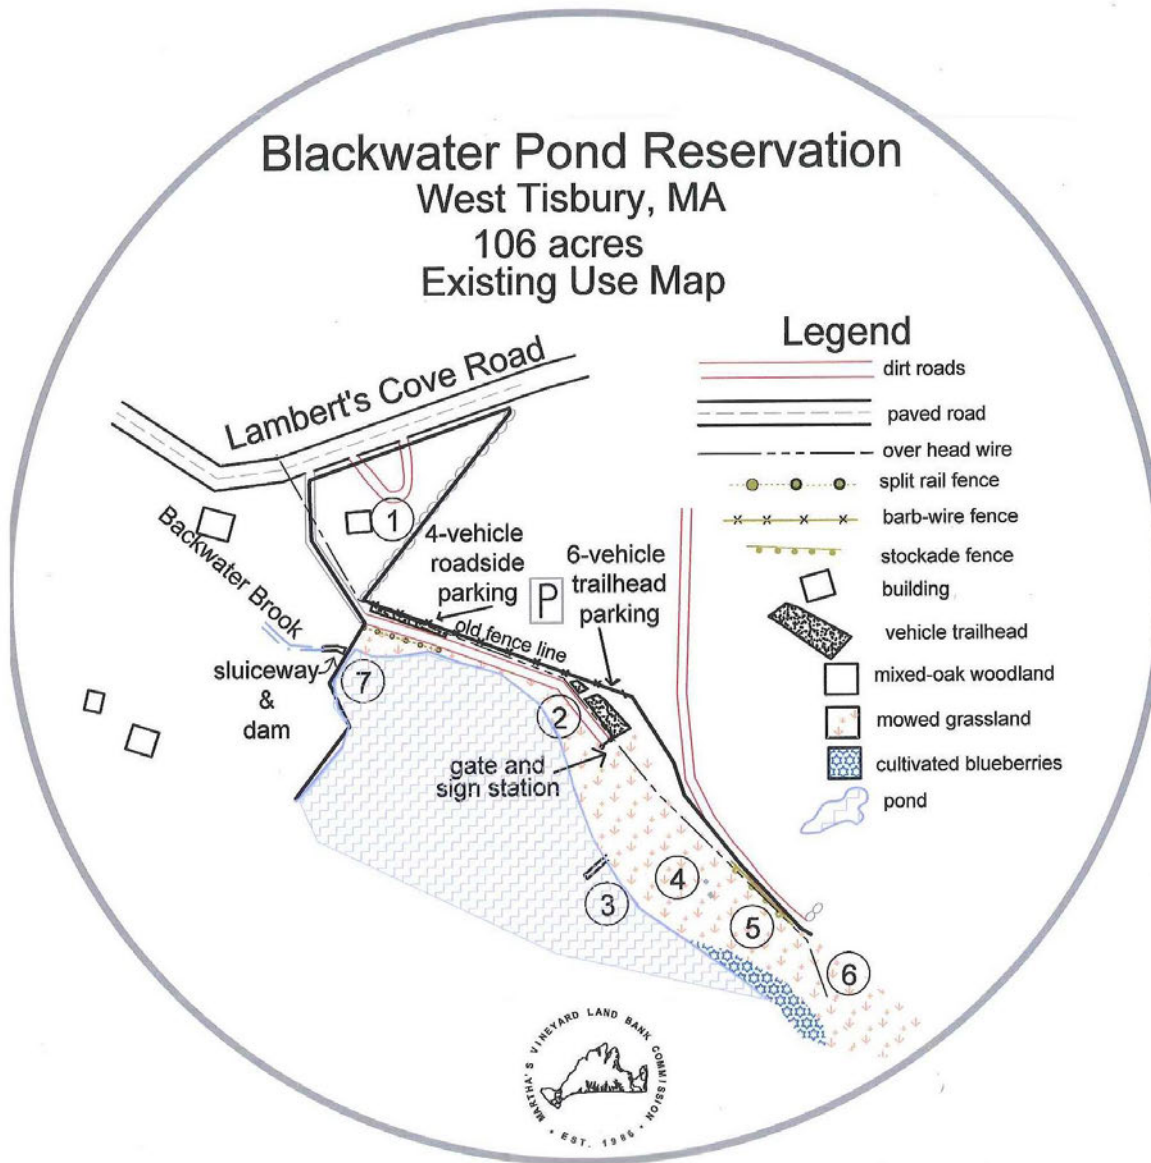 Blackwater Pond Reservation
West Tisbury, MA
106 acres
Existing Use Map
Legend
dirt roads
paved road
over head wire
split rail fence
barb-wire fence
stockade fence
building
vehicle trailhead
mixed-oak woodland
mowed grassland
cultivated blueberries
pond
Lambert's Cove Road
Backwater Brook
1
4-vehicle
roadside
parking
P
6-vehicle
trailhead
parking
old fence line
sluiceway
&
dam
7
2
gate and
sign station
3
4
5
6
MARTHA'S VINEYARD LAND BANK COMMISSION
• EST. 1986 •